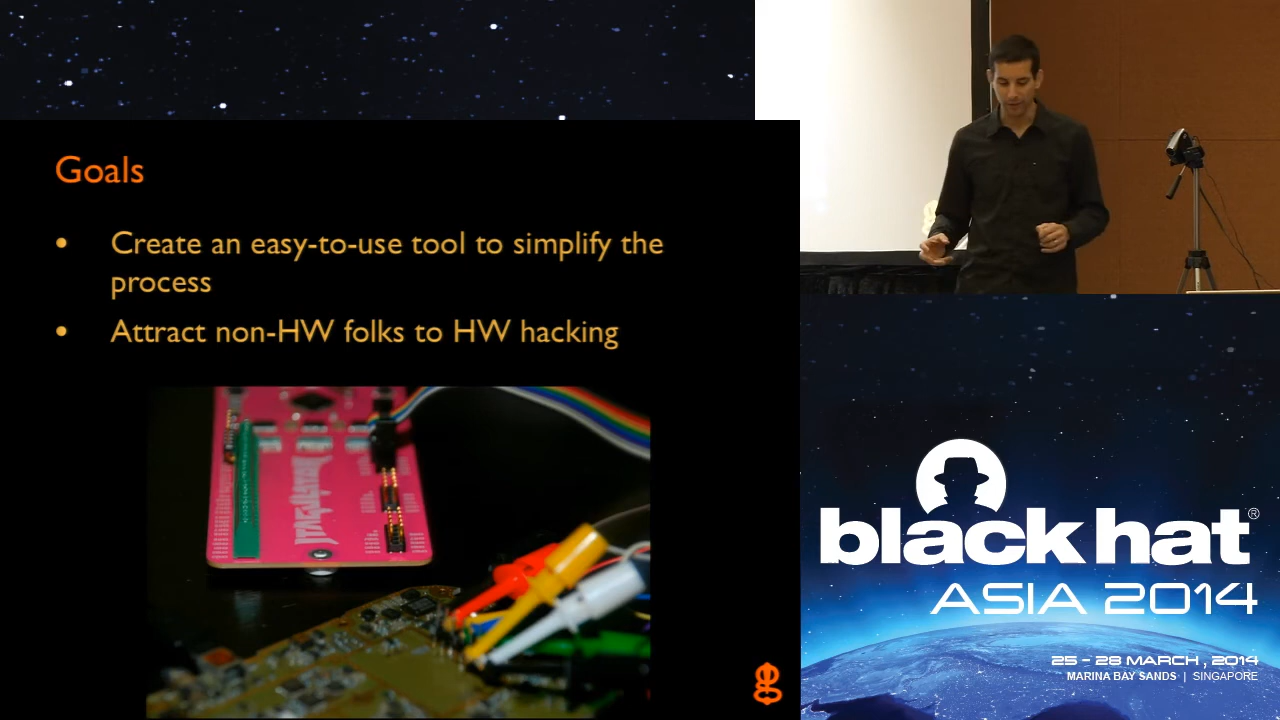 Goals
• Create an easy-to-use tool to simplify the
process
• Attract non-HW folks to HW hacking
JTAGULATOR
black hat®
ASIA 2014
25 - 28 MARCH, 2014
MARINA BAY SANDS | SINGAPORE